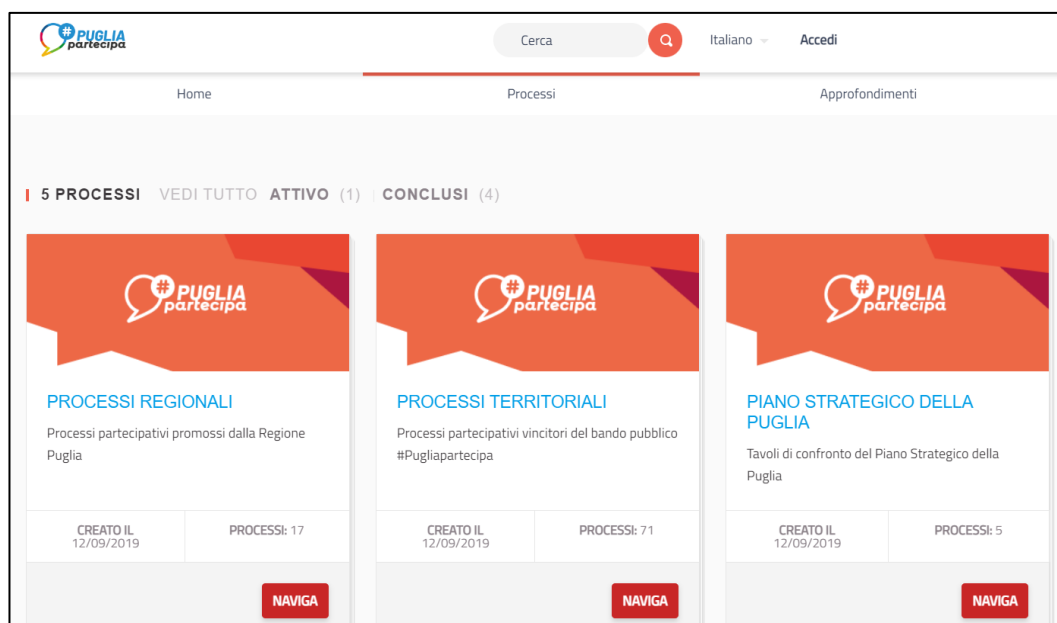 #PUGLIA
partecipa
Cerca
Italiano
Accedi
Home
Processi
Approfondimenti
5 PROCESSI VEDI TUTTO ATTIVO (1) CONCLUSI (4)
#PUGLIA
partecipa
PROCESSI REGIONALI
Processi partecipativi promossi dalla Regione
Puglia
CREATO IL
12/09/2019
PROCESSI: 17
NAVIGA
#PUGLIA
partecipa
PROCESSI TERRITORIALI
Processi partecipativi vincitori del bando pubblico
#Pugliapartecipa
CREATO IL
12/09/2019
PROCESSI: 71
NAVIGA
#PUGLIA
partecipa
PIANO STRATEGICO DELLA
PUGLIA
Tavoli di confronto del Piano Strategico della
Puglia
CREATO IL
12/09/2019
PROCESSI: 5
NAVIGA